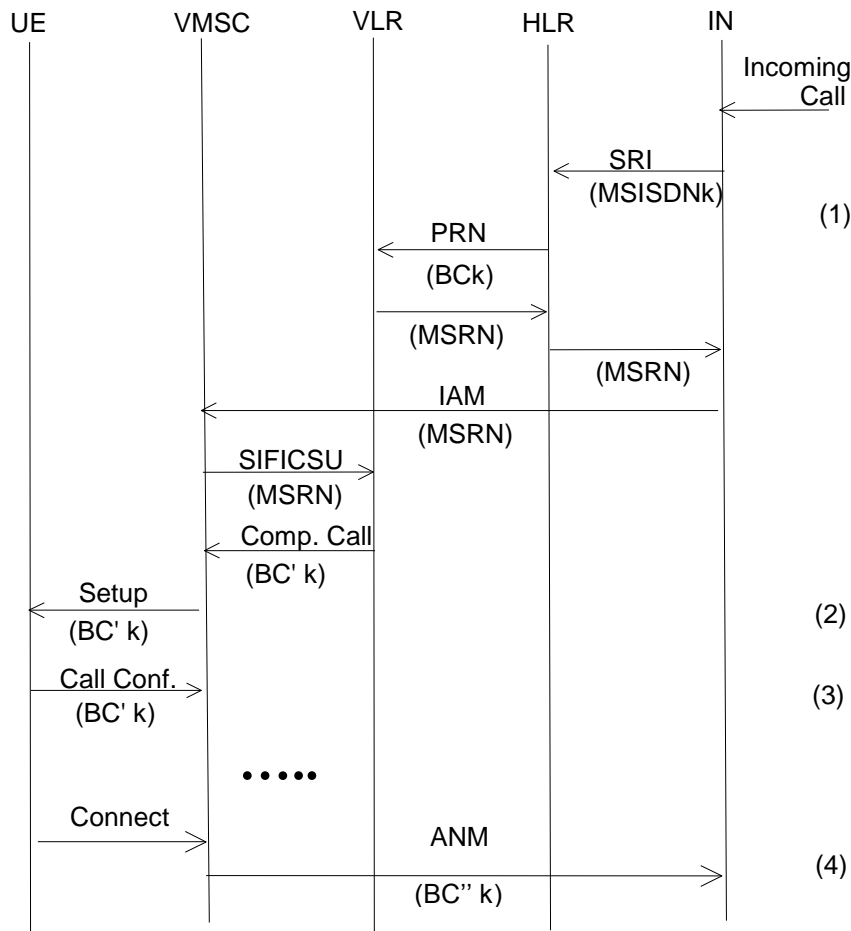 UE VMSC VLR HLR IN
Incoming
Call
SRI
(MSISDNk)
(1)
PRN
(BCk)
(MSRN)
(MSRN)
IAM
(MSRN)
SIFICSU
(MSRN)
Comp. Call
(BC' k)
Setup
(BC' k)
(2)
Call Conf.
(BC' k)
(3)
Connect
ANM
(BC’’ k)
(4)